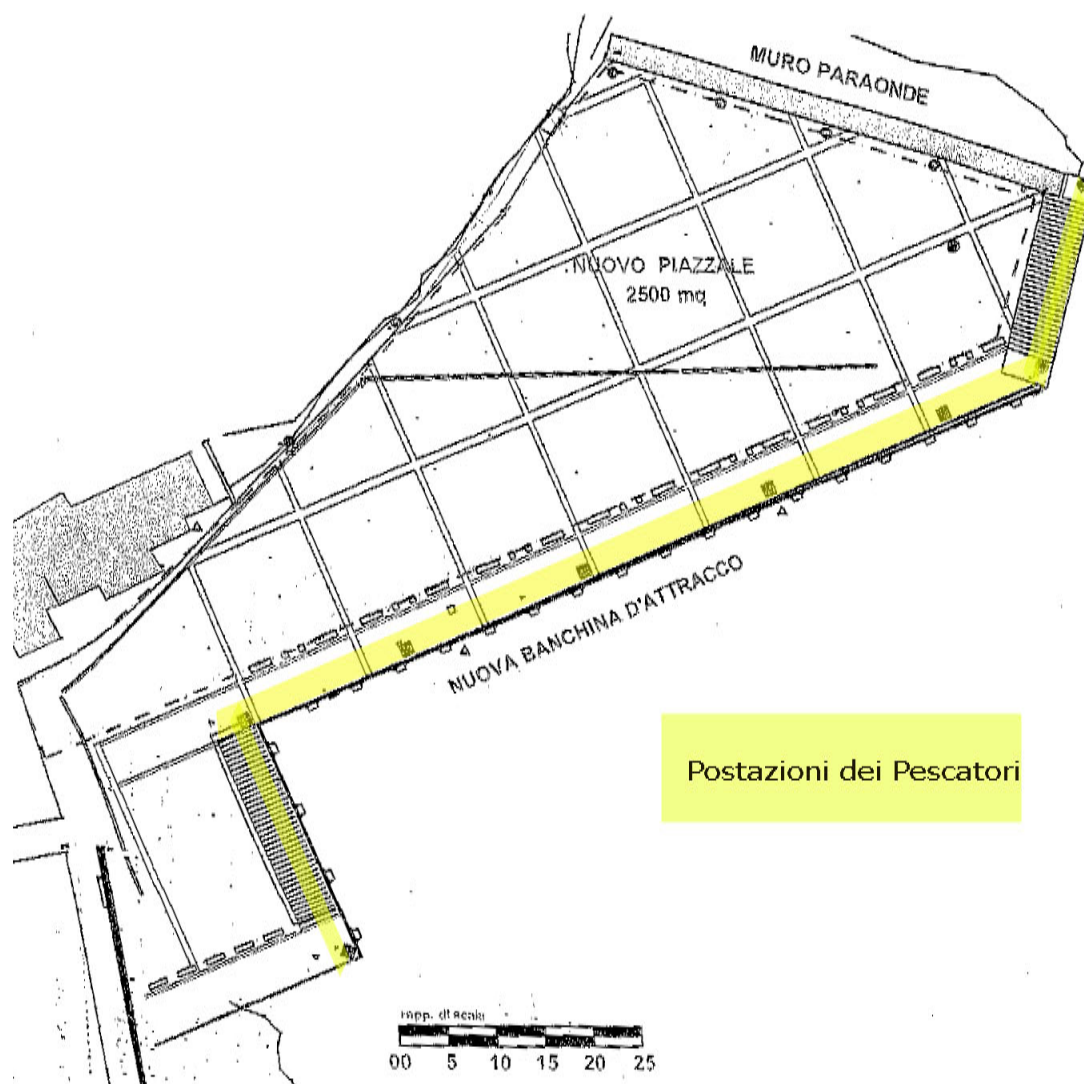 MURO PARAONDE
NUOVO PIAZZALE
2500 mq
NUOVA BANCHINA D'ATTRACCO
Postazioni dei Pescatori
rapp. di scala
00 5 10 15 20 25